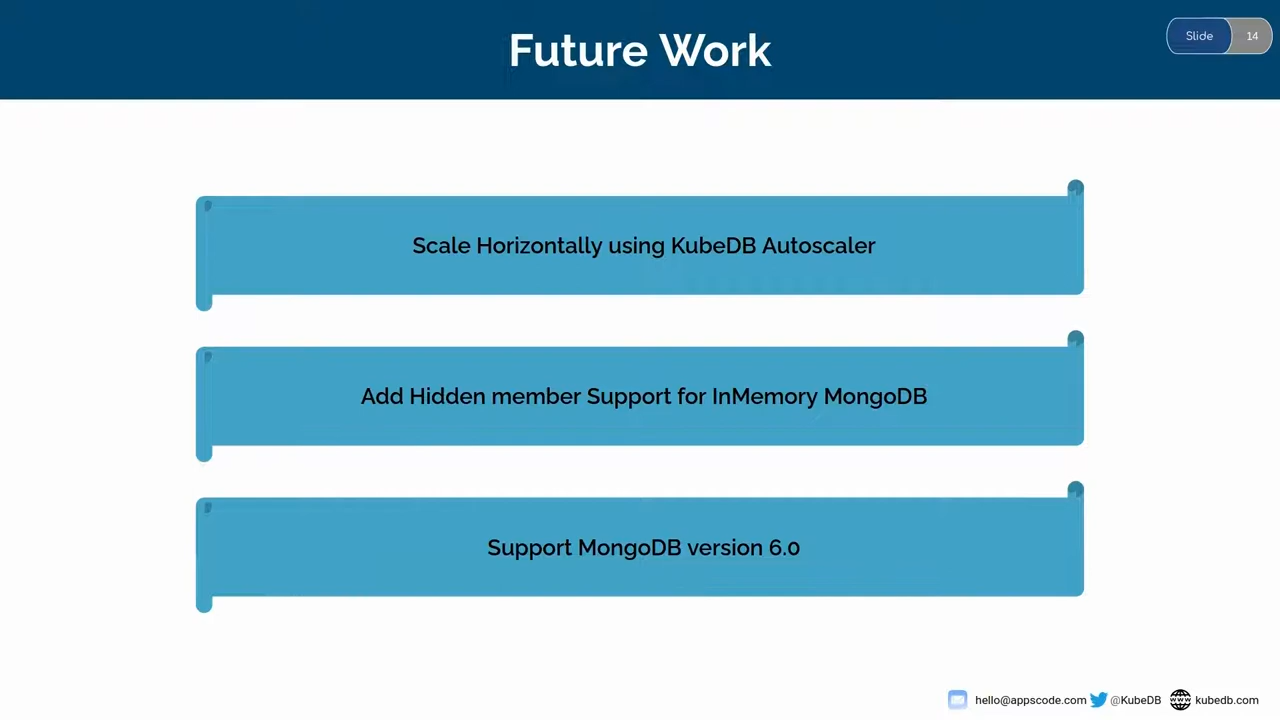 Future Work
Slide 14
Scale Horizontally using KubeDB Autoscaler
Add Hidden member Support for InMemory MongoDB
Support MongoDB version 6.0
hello@appscode.com @KubeDB kubedb.com